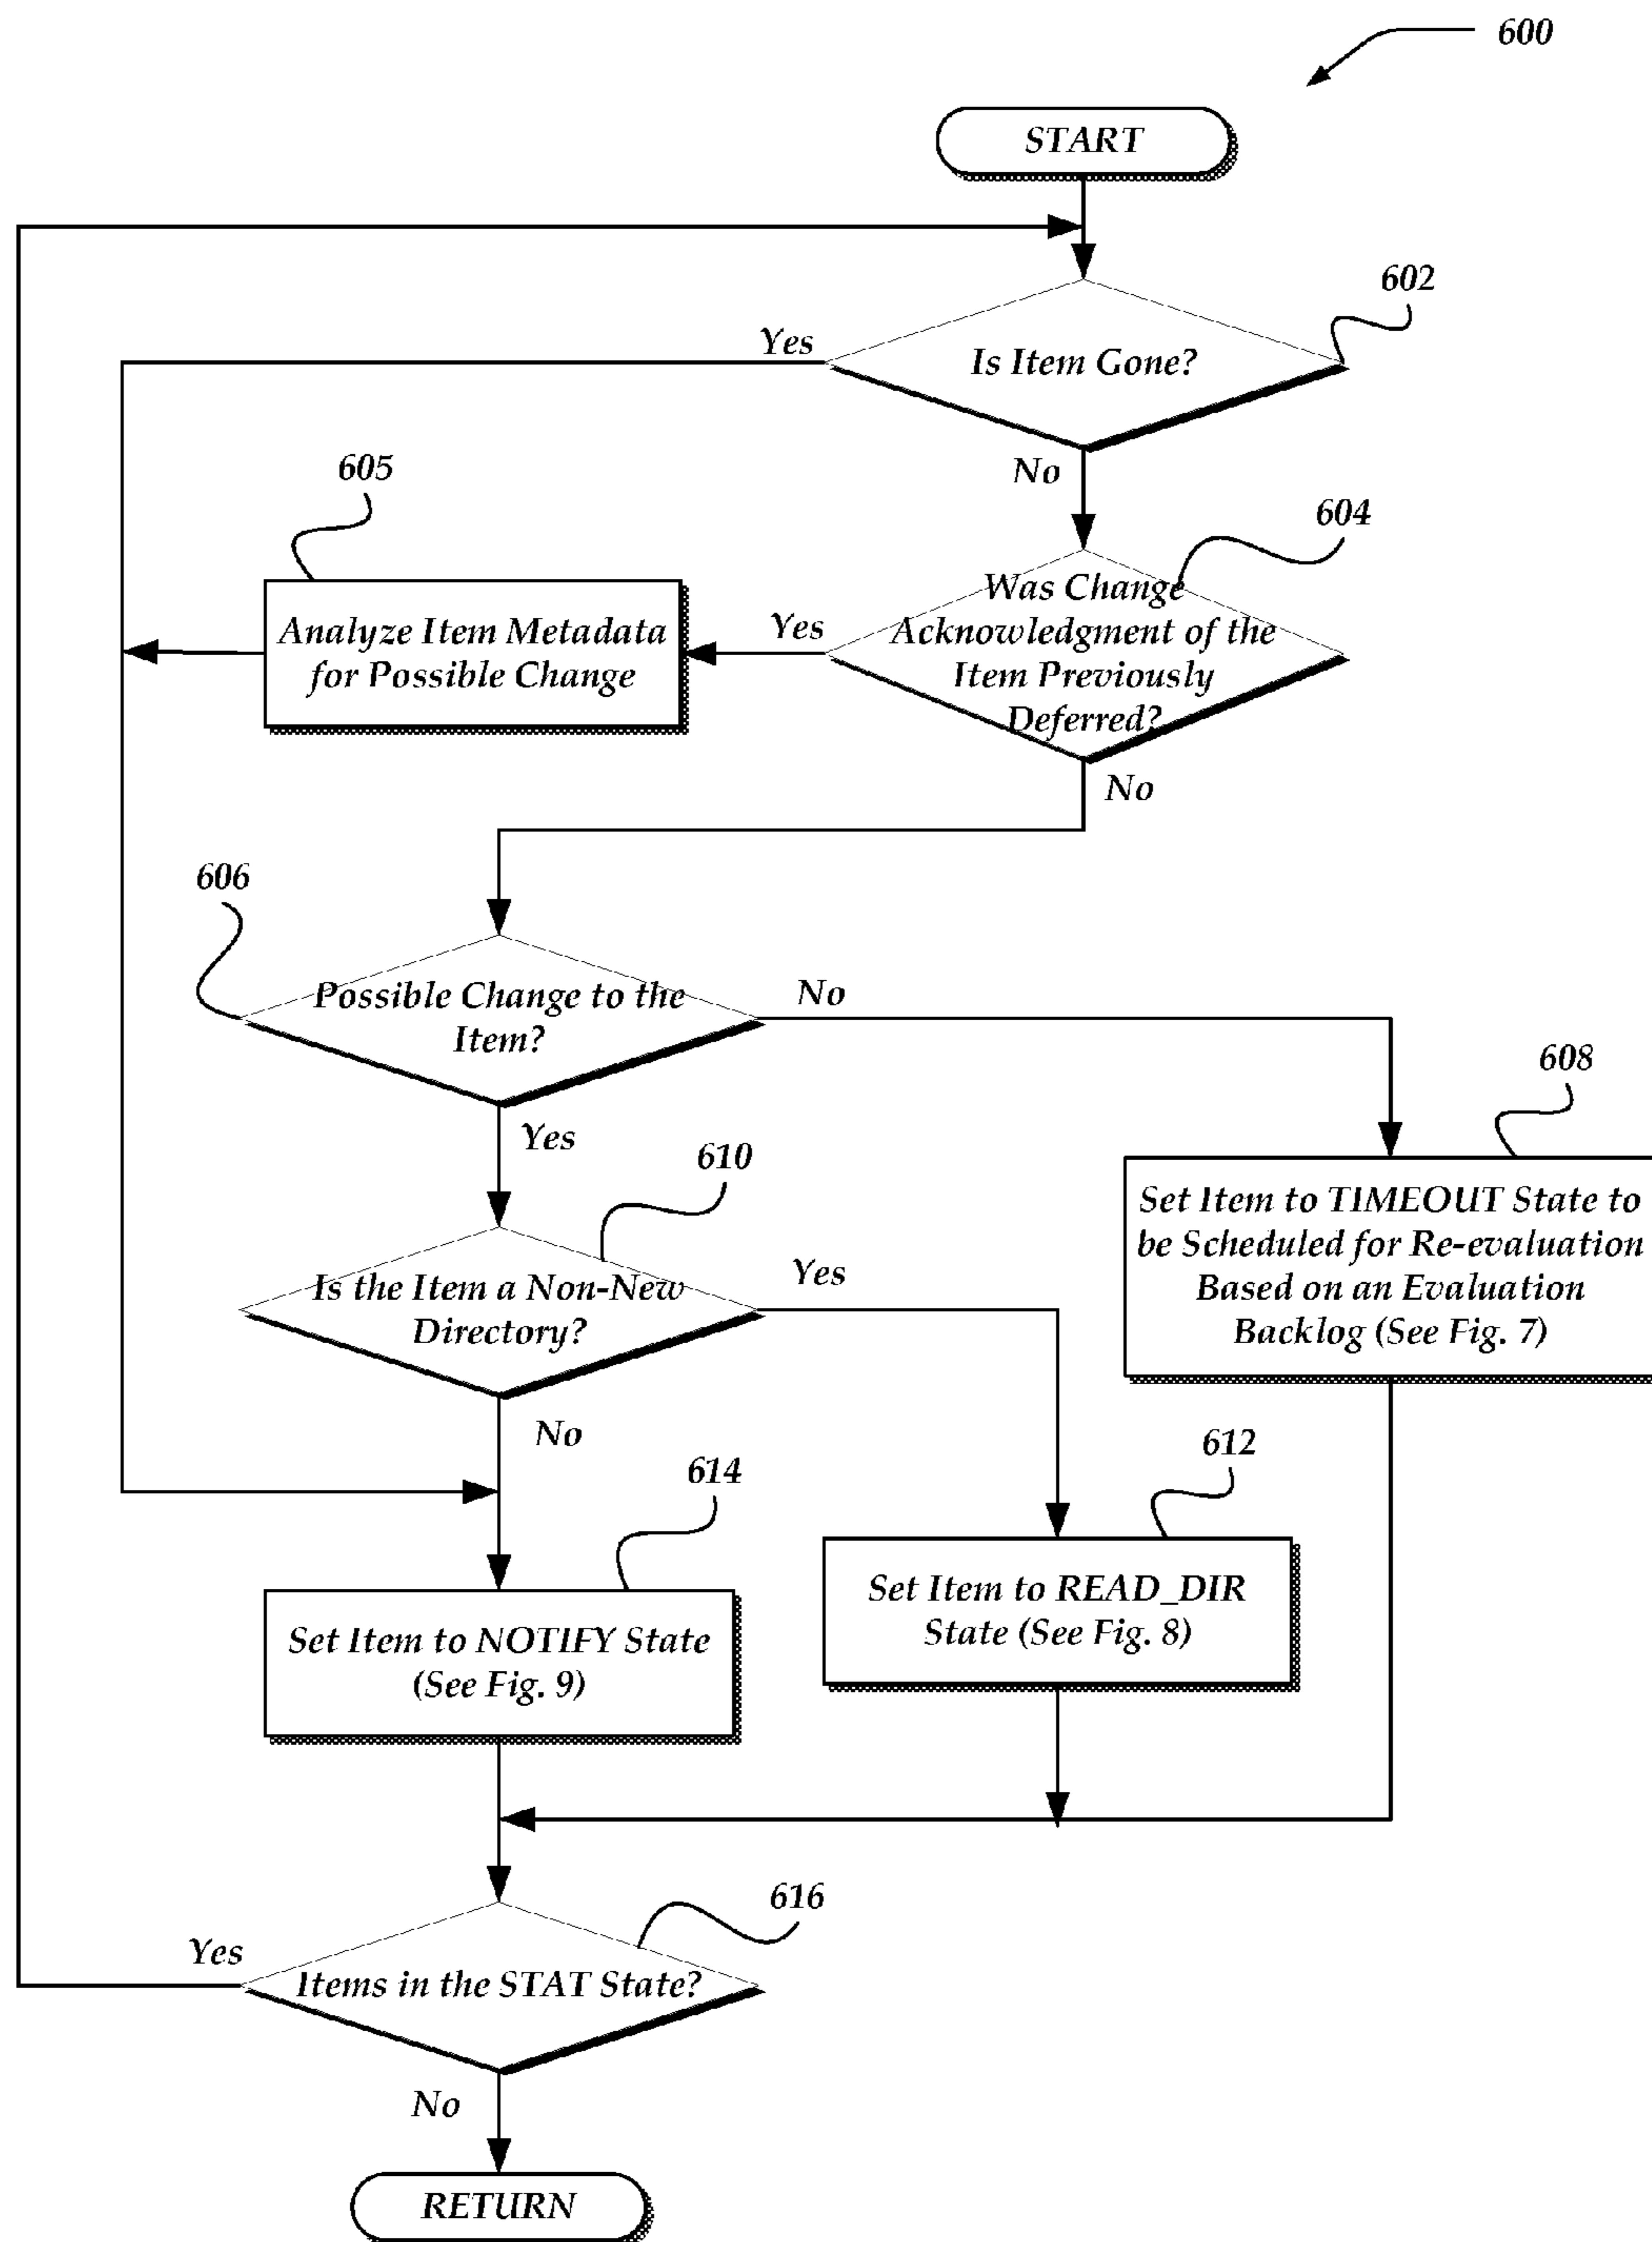 600
START
602
Yes
Is Item Gone?
No
605
604
Analyze Item Metadata
for Possible Change
Yes
Was Change
Acknowledgment of the
Item Previously
Deferred?
No
606
Possible Change to the
Item?
No
608
Yes
610
Set Item to TIMEOUT State to
be Scheduled for Re-evaluation
Based on an Evaluation
Backlog (See Fig. 7)
Is the Item a Non-New
Directory?
Yes
No
612
614
Set Item to READ_DIR
State (See Fig. 8)
Set Item to NOTIFY State
(See Fig. 9)
616
Yes
Items in the STAT State?
No
RETURN